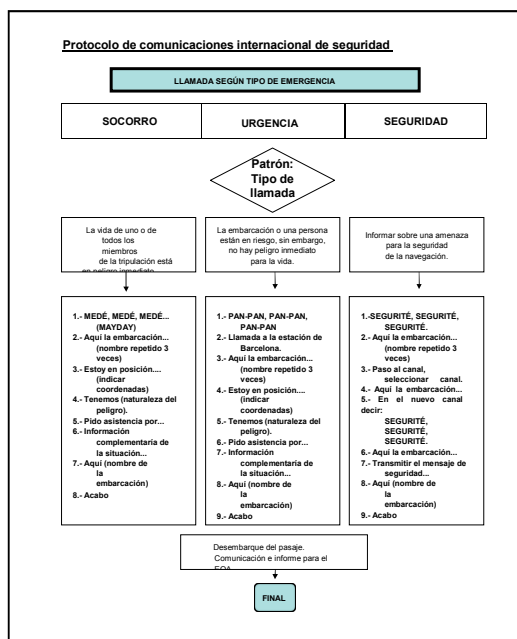 Protocolo de comunicaciones internacional de seguridad
LLAMADA SEGÚN TIPO DE EMERGENCIA
SOCORRO
URGENCIA
SEGURIDAD
Patrón:
Tipo de
llamada
La vida de uno o de
todos los
miembros
de la tripulación está
en peligro inmediato
La embarcación o una persona
están en riesgo, sin embargo,
no hay peligro inmediato
para la vida.
Informar sobre una amenaza
para la seguridad
de la navegación.
1.- MEDÉ, MEDÉ, MEDÉ...
(MAYDAY)
2.- Aquí la embarcación...
(nombre repetido 3
veces)
3.- Estoy en posición....
(indicar
coordenadas)
4.- Tenemos (naturaleza del
peligro).
5.- Pido asistencia por...
6.- Información
complementaría de
la situación...
7.- Aquí (nombre de
la
embarcación)
8.- Acabo
1.- PAN-PAN, PAN-PAN,
PAN-PAN
2.- Llamada a la estación de
Barcelona.
3.- Aquí la embarcación...
(nombre repetido 3
veces)
4.- Estoy en posición....
(indicar
coordenadas)
5.- Tenemos (naturaleza del
peligro).
6.- Pido asistencia por...
7.- Información
complementaría de
la situación...
8.- Aquí (nombre de
la
embarcación)
9.- Acabo
1.-SEGURITÉ, SEGURITÉ,
SEGURITÉ.
2.- Aquí la embarcación...
(nombre repetido 3
veces)
3.- Paso al canal,
seleccionar canal.
4.- Aquí la embarcación...
5.- En el nuevo canal
decir:
SEGURITÉ,
SEGURITÉ,
SEGURITÉ.
6.- Aquí la embarcación...
7.- Transmitir el mensaje de
seguridad...
8.- Aquí (nombre de
la
embarcación)
9.- Acabo
Desembarque del pasaje.
Comunicación e informe para el
EOA
FINAL